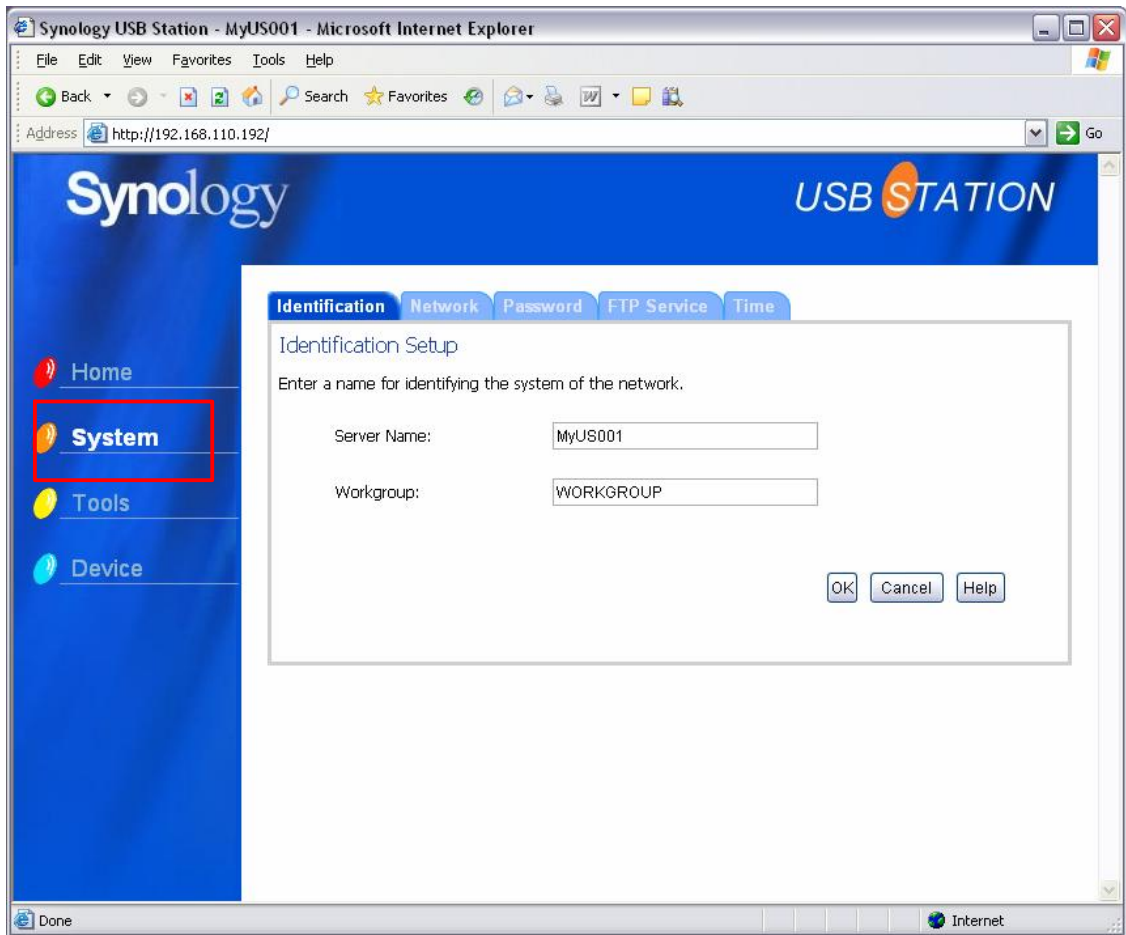 Synology USB Station - MyUS001 - Microsoft Internet Explorer
File Edit View Favorites Tools Help
Back Search Favorites
Address http://192.168.110.192/ Go
Synology USB STATION
Identification Network Password FTP Service Time
Identification Setup
Enter a name for identifying the system of the network.
Home
System
Tools
Device
Server Name: MyUS001
Workgroup: WORKGROUP
OK Cancel Help
Done Internet